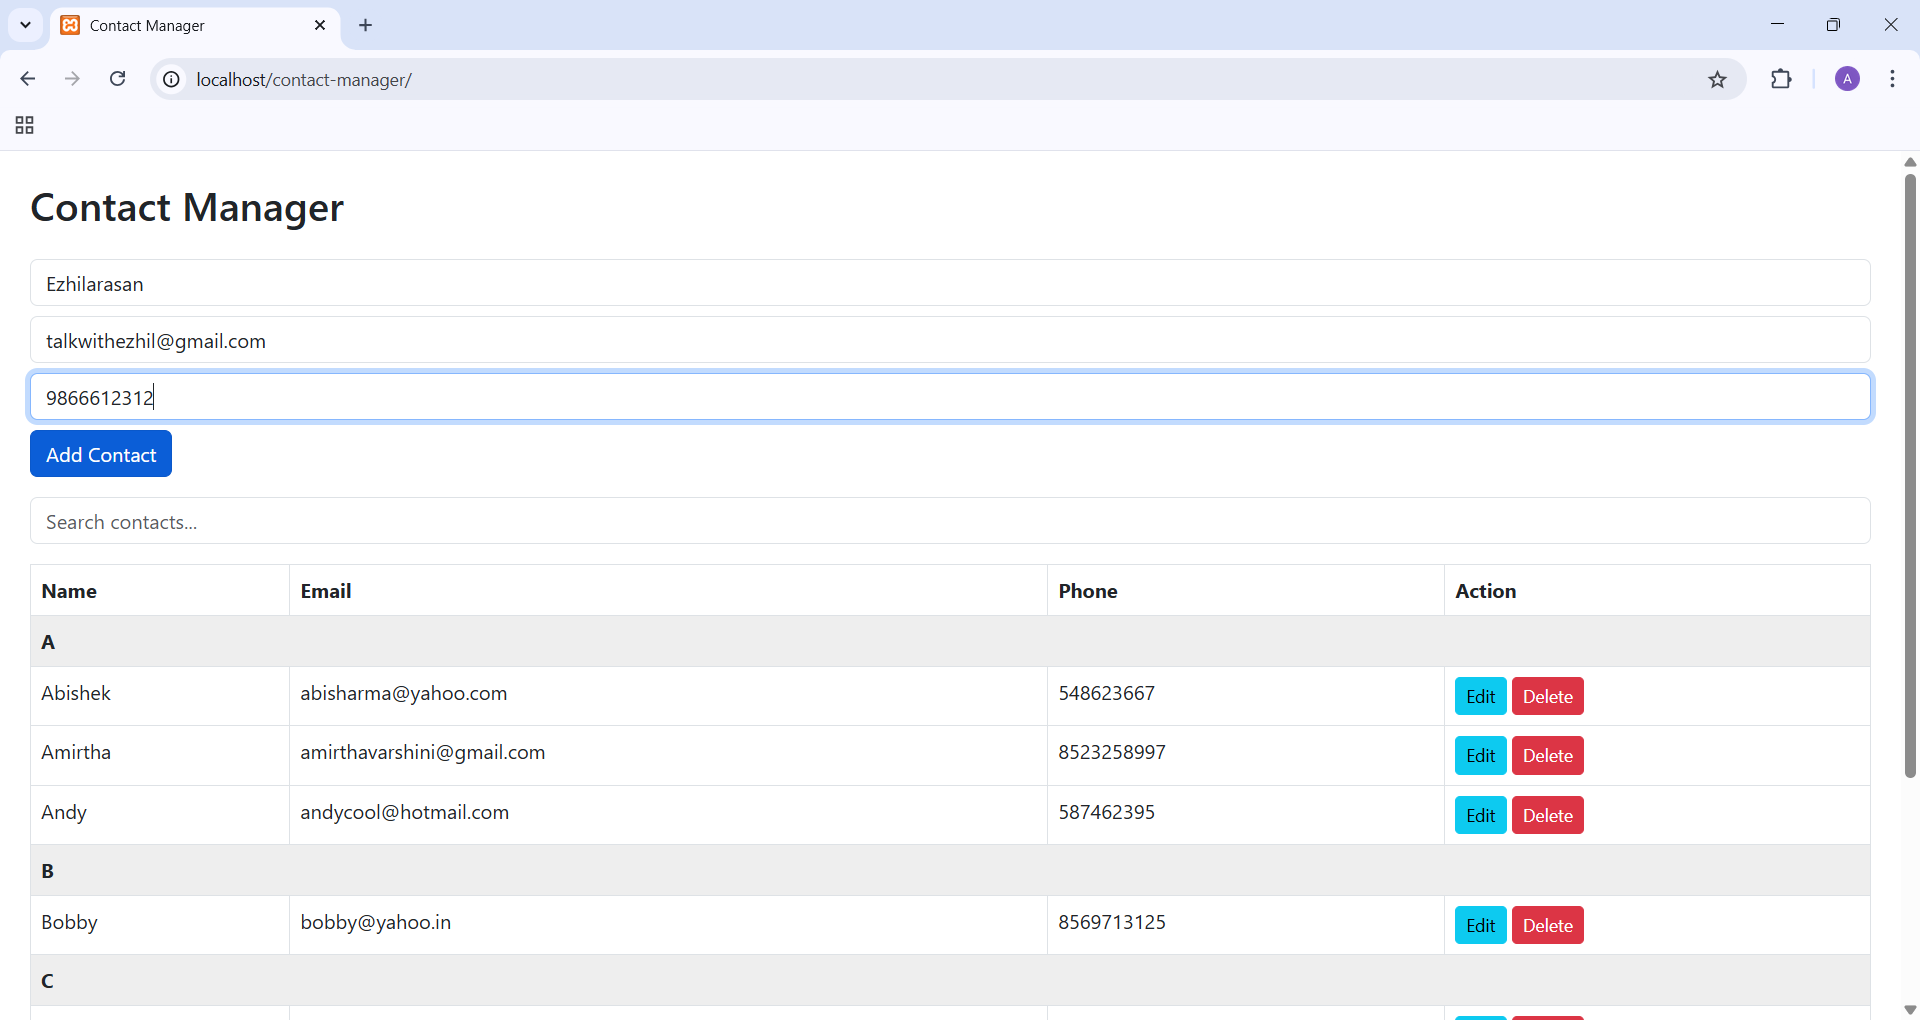 Contact Manager
localhost/contact-manager/
A
Contact Manager
Ezhilarasan
talkwithezhil@gmail.com
9866612312
Add Contact
Search contacts...
Name Email Phone Action
A
Abishek abisharma@yahoo.com 548623667 Edit Delete
Amirtha amirthavarshini@gmail.com 8523258997 Edit Delete
Andy andycool@hotmail.com 587462395 Edit Delete
B
Bobby bobby@yahoo.in 8569713125 Edit Delete
C